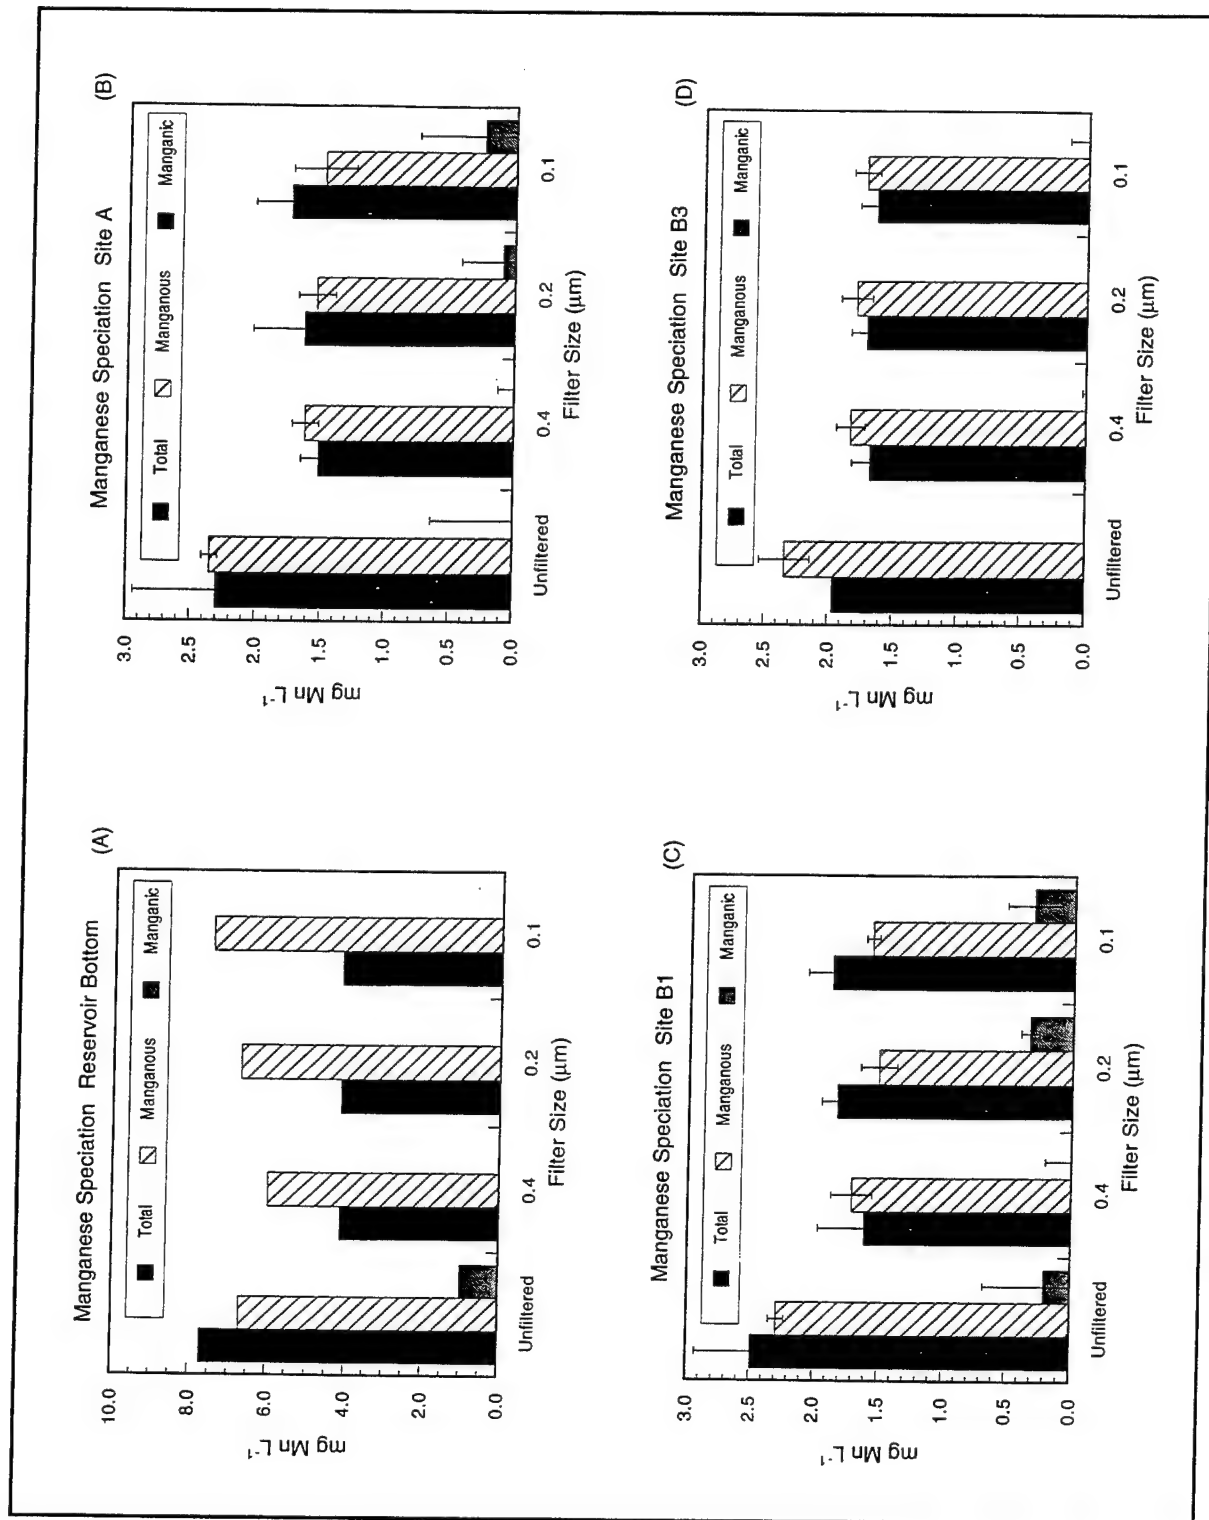 Manganese Speciation Reservoir Bottom
(A)
Total Manganous Manganic
10.0
8.0
6.0
4.0
2.0
0.0
mg Mn L⁻¹
Unfiltered 0.4 0.2 0.1
Filter Size (µm)
Manganese Speciation Site A
(B)
Total Manganous Manganic
3.0
2.5
2.0
1.5
1.0
0.5
0.0
mg Mn L⁻¹
Unfiltered 0.4 0.2 0.1
Filter Size (µm)
Manganese Speciation Site B1
(C)
Total Manganous Manganic
3.0
2.5
2.0
1.5
1.0
0.5
0.0
mg Mn L⁻¹
Unfiltered 0.4 0.2 0.1
Filter Size (µm)
Manganese Speciation Site B3
(D)
Total Manganous Manganic
3.0
2.5
2.0
1.5
1.0
0.5
0.0
mg Mn L⁻¹
Unfiltered 0.4 0.2 0.1
Filter Size (µm)